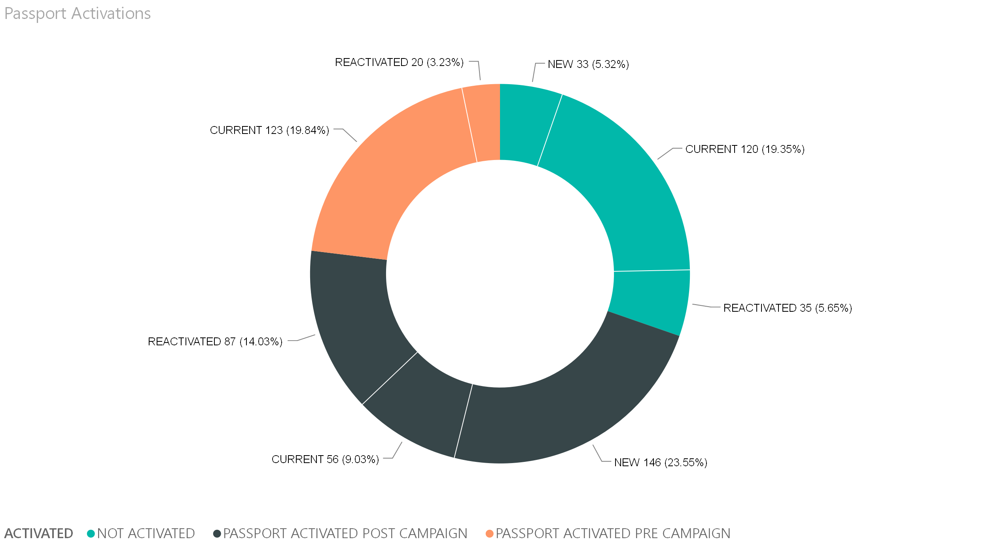 Passport Activations
REACTIVATED 20 (3.23%)
NEW 33 (5.32%)
CURRENT 123 (19.84%)
CURRENT 120 (19.35%)
REACTIVATED 35 (5.65%)
REACTIVATED 87 (14.03%)
CURRENT 56 (9.03%)
NEW 146 (23.55%)
ACTIVATED NOT ACTIVATED PASSPORT ACTIVATED POST CAMPAIGN PASSPORT ACTIVATED PRE CAMPAIGN